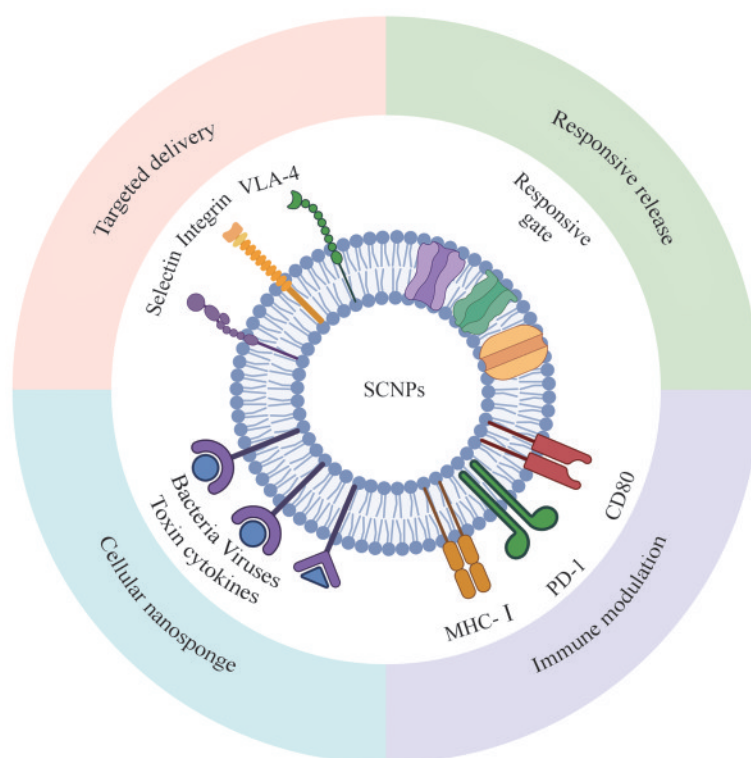 Targeted delivery
Responsive release
Selectin Integrin VLA-4
Responsive
gate
SCNPs
Bacteria Viruses
Toxin cytokines
CD80
PD-1
MHC- I
Cellular nanosponge
Immune modulation